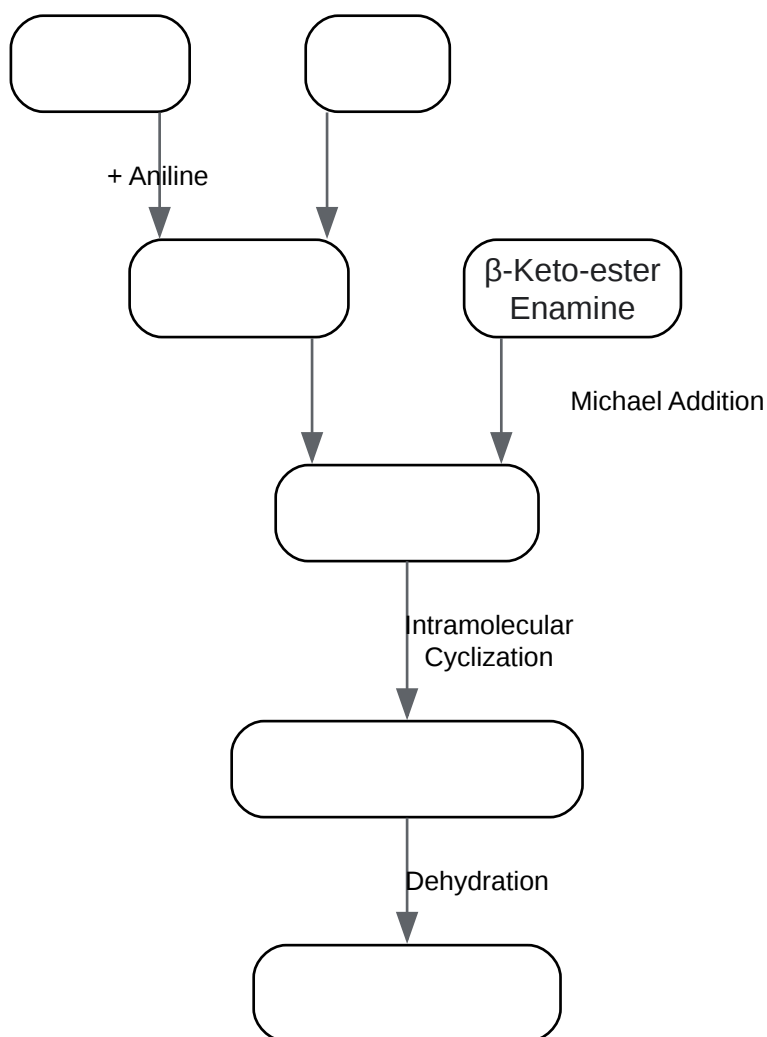 + Aniline
β-Keto-ester
Enamine
Michael Addition
Intramolecular
Cyclization
Dehydration